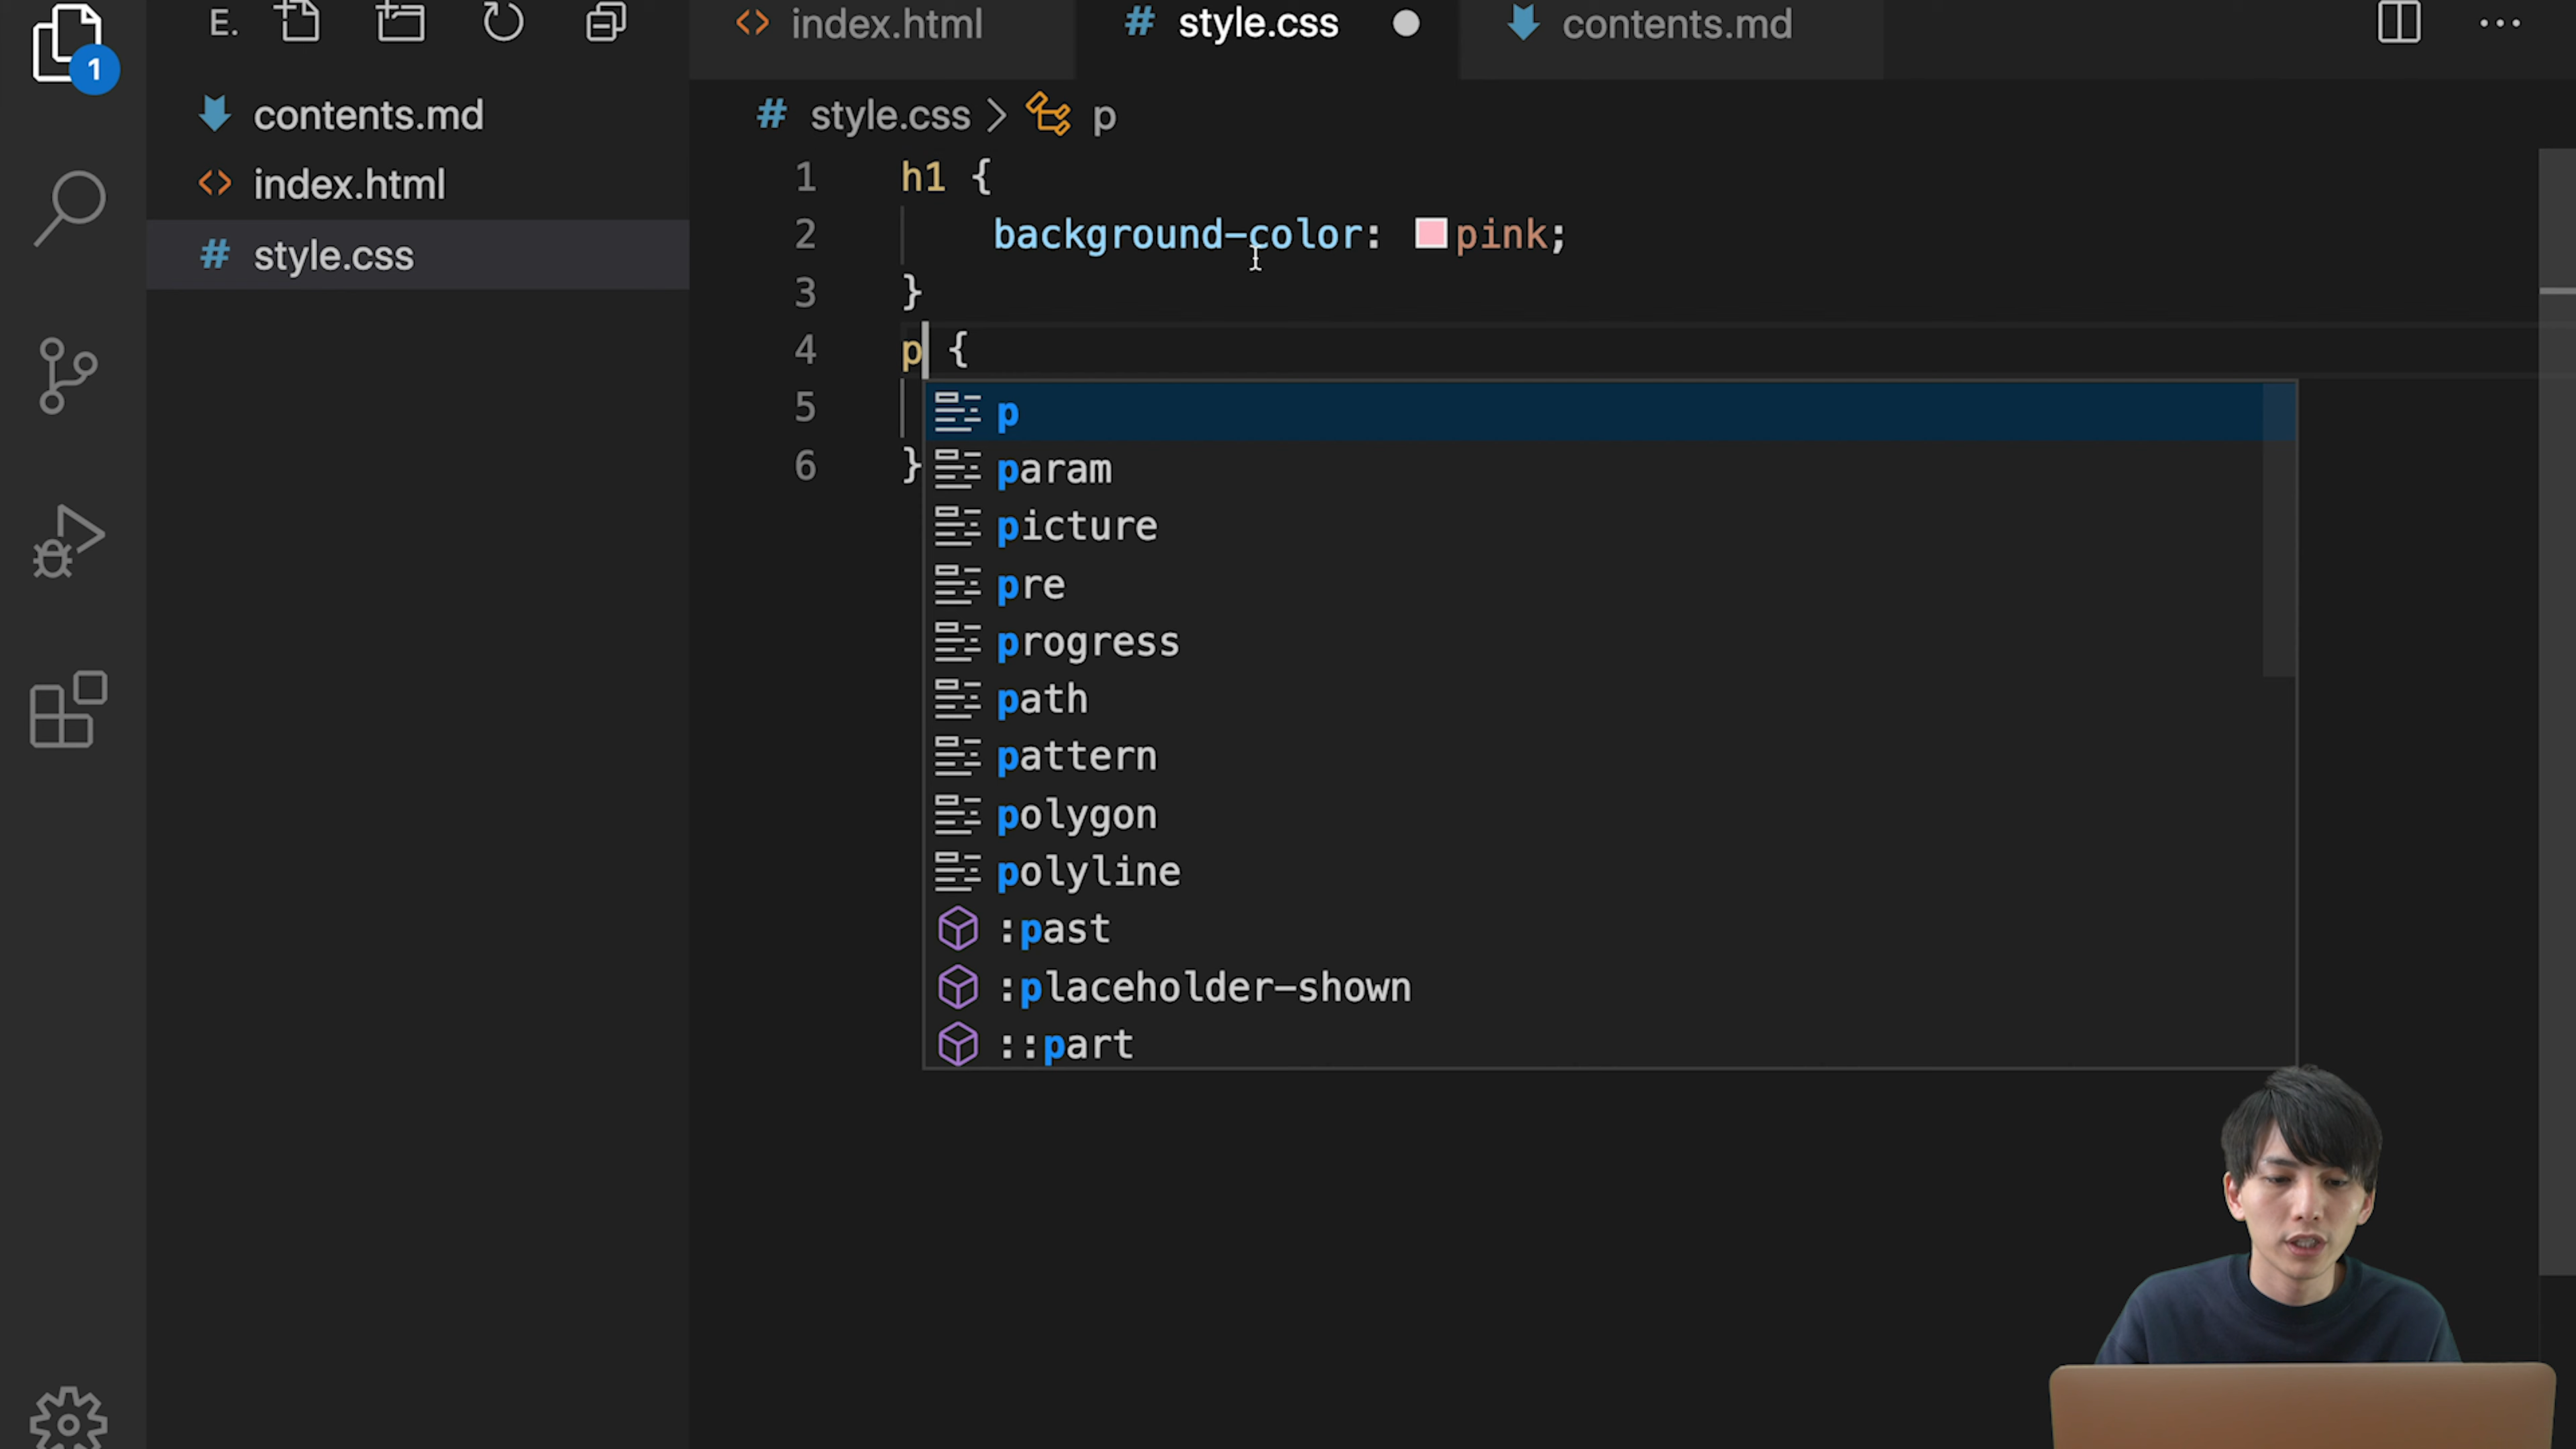 E.
index.html
# style.css
contents.md
1
contents.md
index.html
# style.css
# style.css > p
1 h1 {
2 background-color: pink;
3 }
4 p {
5
6 }
p
param
picture
pre
progress
path
pattern
polygon
polyline
:past
:placeholder-shown
::part